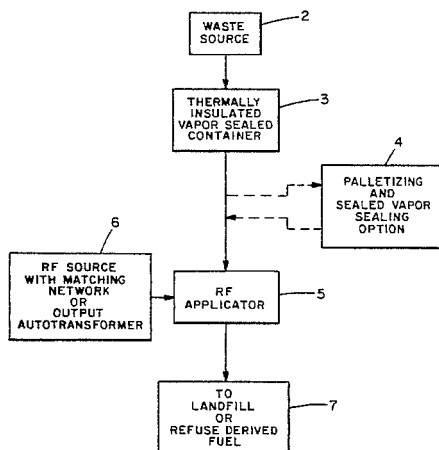 2
WASTE
SOURCE
3
THERMALLY
INSULATED
VAPOR SEALED
CONTAINER
4
PALLETIZING
AND
SEALED VAPOR
SEALING
OPTION
6
RF SOURCE
WITH MATCHING
NETWORK
OR
OUTPUT
AUTOTRANSFORMER
RF
APPLICATOR
5
TO
LANDFILL
OR
REFUSE DERIVED
FUEL
7